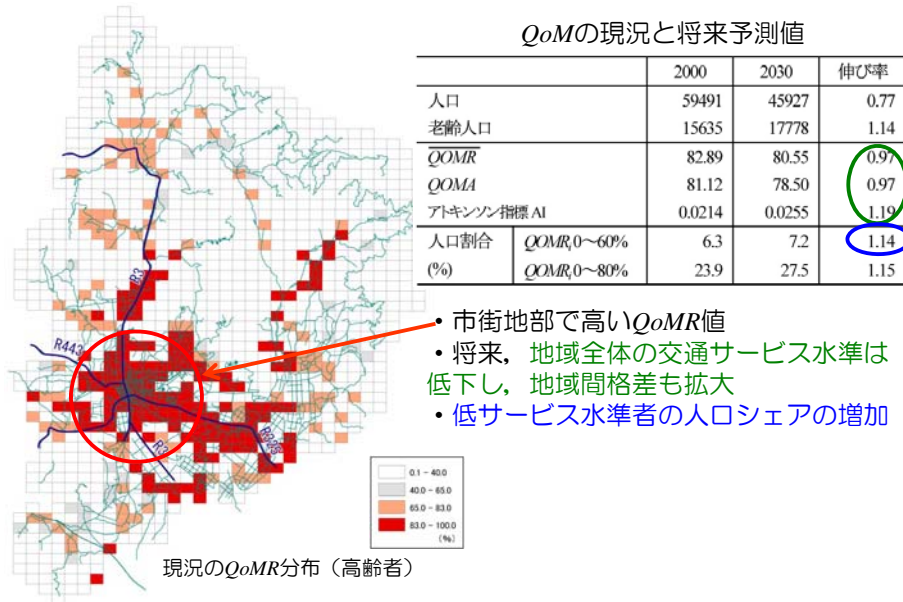 QoMの現況と将来予測値
2000 2030 伸び率
人口 59491 45927 0.77
老齢人口 15635 17778 1.14
QOMR 82.89 80.55 0.97
QOMA 81.12 78.50 0.97
アトキンソン指標 AI 0.0214 0.0255 1.19
人口割合 QOMRᵢ 0～60% 6.3 7.2 1.14
(%) QOMRᵢ 0～80% 23.9 27.5 1.15
・市街地部で高いQoMR値
・将来，地域全体の交通サービス水準は
低下し，地域間格差も拡大
・低サービス水準者の人口シェアの増加
R3
R443
R325
R3
0.1 - 40.0
40.0 - 65.0
65.0 - 83.0
83.0 - 100.0
(%)
現況のQoMR分布（高齢者）